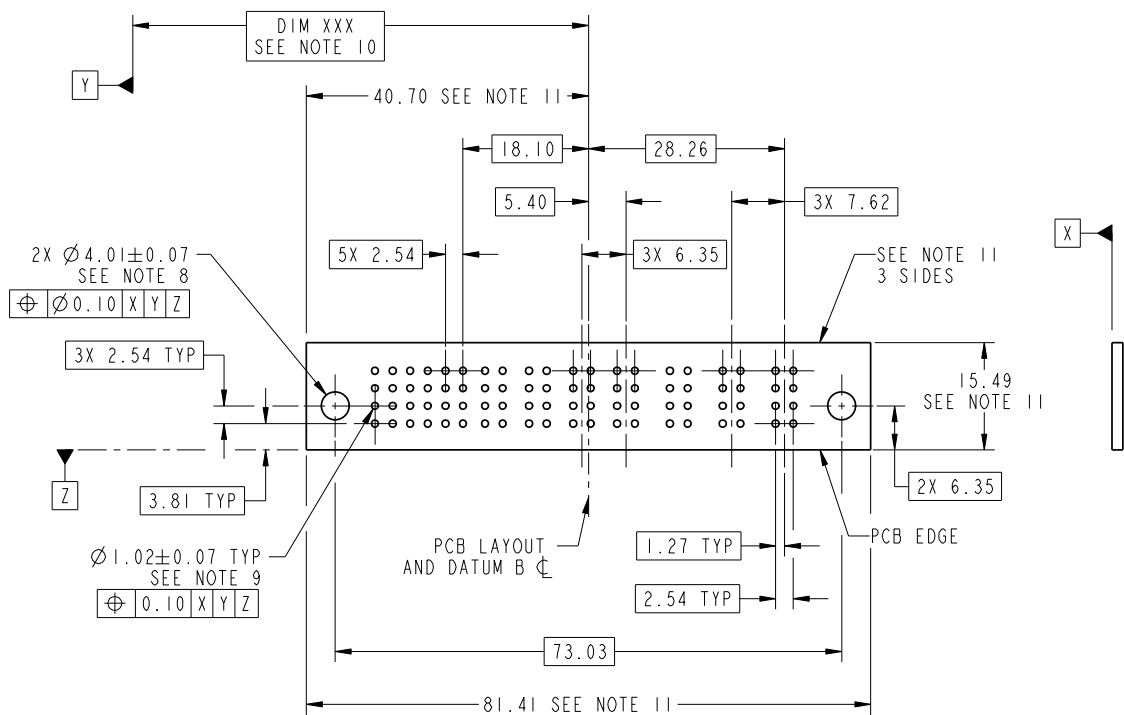 DIM XXX
SEE NOTE 10
Y
40.70 SEE NOTE 11
18.10
28.26
5.40
3X 7.62
X
5X 2.54
3X 6.35
2X Ø4.01±0.07
SEE NOTE 8
⌖ Ø0.10 X Y Z
SEE NOTE 11
3 SIDES
3X 2.54 TYP
15.49
SEE NOTE 11
Z
3.81 TYP
2X 6.35
Ø1.02±0.07 TYP
SEE NOTE 9
⌖ 0.10 X Y Z
PCB LAYOUT
AND DATUM B ℄
1.27 TYP
PCB EDGE
2.54 TYP
73.03
81.41 SEE NOTE 11